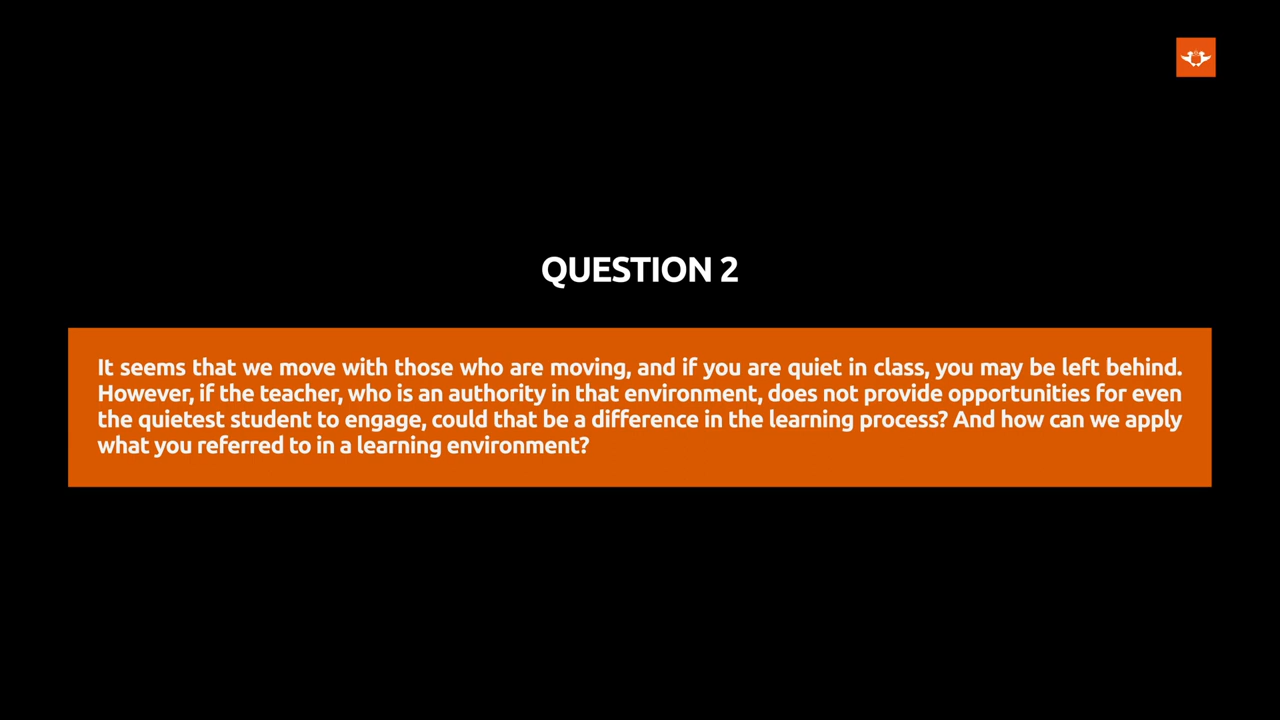 QUESTION 2
It seems that we move with those who are moving, and if you are quiet in class, you may be left behind.
However, if the teacher, who is an authority in that environment, does not provide opportunities for even
the quietest student to engage, could that be a difference in the learning process? And how can we apply
what you referred to in a learning environment?